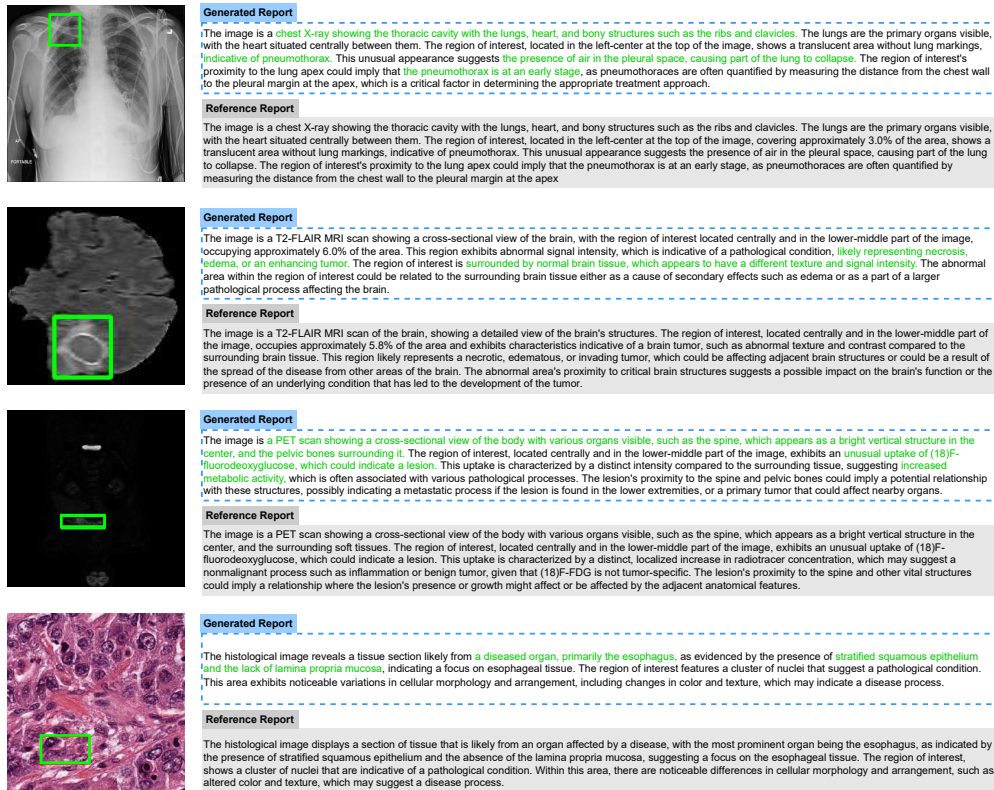 Generated Report
The image is a chest X-ray showing the thoracic cavity with the lungs, heart, and bony structures such as the ribs and clavicles. The lungs are the primary organs visible,
with the heart situated centrally between them. The region of interest, located in the left-center at the top of the image, shows a translucent area without lung markings,
indicative of pneumothorax. This unusual appearance suggests the presence of air in the pleural space, causing part of the lung to collapse. The region of interest's
proximity to the lung apex could imply that the pneumothorax is at an early stage, as pneumothoraces are often quantified by measuring the distance from the chest wall
to the pleural margin at the apex, which is a critical factor in determining the appropriate treatment approach.
PORTABLE
Reference Report
The image is a chest X-ray showing the thoracic cavity with the lungs, heart, and bony structures such as the ribs and clavicles. The lungs are the primary organs visible,
with the heart situated centrally between them. The region of interest, located in the left-center at the top of the image, covering approximately 3.0% of the area, shows a
translucent area without lung markings, indicative of pneumothorax. This unusual appearance suggests the presence of air in the pleural space, causing part of the lung
to collapse. The region of interest's proximity to the lung apex could imply that the pneumothorax is at an early stage, as pneumothoraces are often quantified by
measuring the distance from the chest wall to the pleural margin at the apex
Generated Report
The image is a T2-FLAIR MRI scan showing a cross-sectional view of the brain, with the region of interest located centrally and in the lower-middle part of the image,
occupying approximately 6.0% of the area. This region exhibits abnormal signal intensity, which is indicative of a pathological condition, likely representing necrosis,
edema, or an enhancing tumor. The region of interest is surrounded by normal brain tissue, which appears to have a different texture and signal intensity. The abnormal
area within the region of interest could be related to the surrounding brain tissue either as a cause of secondary effects such as edema or as a part of a larger
pathological process affecting the brain.
Reference Report
The image is a T2-FLAIR MRI scan of the brain, showing a detailed view of the brain's structures. The region of interest, located centrally and in the lower-middle part of
the image, occupies approximately 5.8% of the area and exhibits characteristics indicative of a brain tumor, such as abnormal texture and contrast compared to the
surrounding brain tissue. This region likely represents a necrotic, edematous, or invading tumor, which could be affecting adjacent brain structures or could be a result of
the spread of the disease from other areas of the brain. The abnormal area's proximity to critical brain structures suggests a possible impact on the brain's function or the
presence of an underlying condition that has led to the development of the tumor.
Generated Report
The image is a PET scan showing a cross-sectional view of the body with various organs visible, such as the spine, which appears as a bright vertical structure in the
center, and the pelvic bones surrounding it. The region of interest, located centrally and in the lower-middle part of the image, exhibits an unusual uptake of (18)F-
fluorodeoxyglucose, which could indicate a lesion. This uptake is characterized by a distinct intensity compared to the surrounding tissue, suggesting increased
metabolic activity, which is often associated with various pathological processes. The lesion's proximity to the spine and pelvic bones could imply a potential relationship
with these structures, possibly indicating a metastatic process if the lesion is found in the lower extremities, or a primary tumor that could affect nearby organs.
Reference Report
The image is a PET scan showing a cross-sectional view of the body with various organs visible, such as the spine, which appears as a bright vertical structure in the
center, and the surrounding soft tissues. The region of interest, located centrally and in the lower-middle part of the image, exhibits an unusual uptake of (18)F-
fluorodeoxyglucose, which could indicate a lesion. This uptake is characterized by a distinct, localized increase in radiotracer concentration, which may suggest a
nonmalignant process such as inflammation or benign tumor, given that (18)F-FDG is not tumor-specific. The lesion's proximity to the spine and other vital structures
could imply a relationship where the lesion's presence or growth might affect or be affected by the adjacent anatomical features.
Generated Report
The histological image reveals a tissue section likely from a diseased organ, primarily the esophagus, as evidenced by the presence of stratified squamous epithelium
and the lack of lamina propria mucosa, indicating a focus on esophageal tissue. The region of interest features a cluster of nuclei that suggest a pathological condition.
This area exhibits noticeable variations in cellular morphology and arrangement, including changes in color and texture, which may indicate a disease process.
Reference Report
The histological image displays a section of tissue that is likely from an organ affected by a disease, with the most prominent organ being the esophagus, as indicated by
the presence of stratified squamous epithelium and the absence of the lamina propria mucosa, suggesting a focus on the esophageal tissue. The region of interest,
shows a cluster of nuclei that are indicative of a pathological condition. Within this area, there are noticeable differences in cellular morphology and arrangement, such as
altered color and texture, which may suggest a disease process.